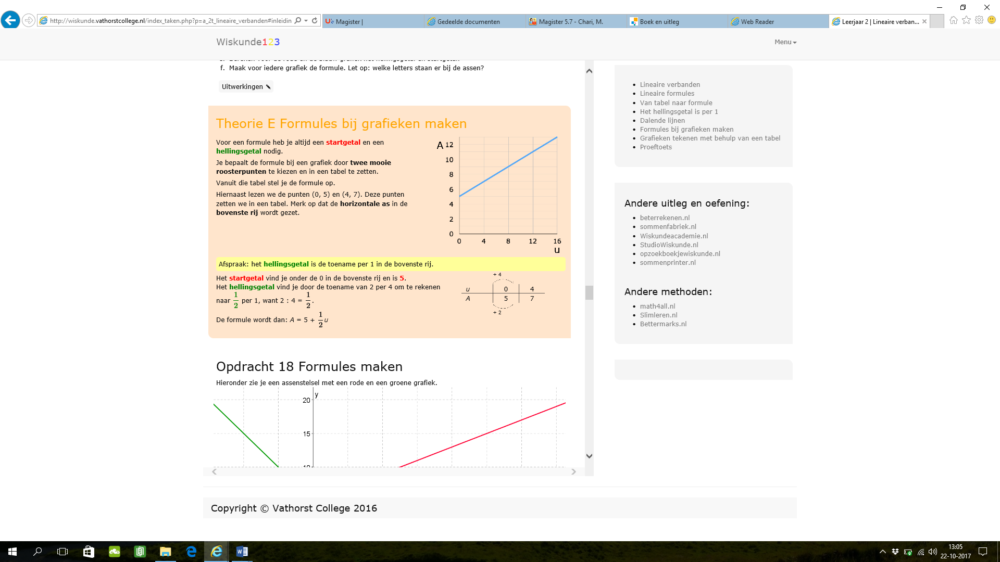 http://wiskunde.vathorstcollege.nl/index_taken.php?p=a_2t_lineaire_verbanden#inleidin
Magister |
Gedeelde documenten
Magister 5.7 - Chari, M.
Boek en uitleg
Web Reader
Leerjaar 2 | Lineaire verban...
Wiskunde123
Menu
f. Maak voor iedere grafiek de formule. Let op: welke letters staan er bij de assen?
Uitwerkingen
Theorie E Formules bij grafieken maken
Voor een formule heb je altijd een startgetal en een
hellingsgetal nodig.
Je bepaalt de formule bij een grafiek door twee mooie
roosterpunten te kiezen en in een tabel te zetten.
Vanuit die tabel stel je de formule op.
Hiernaast lezen we de punten (0, 5) en (4, 7). Deze punten
zetten we in een tabel. Merk op dat de horizontale as in de
bovenste rij wordt gezet.
A 12
10
8
6
4
2
0
0 4 8 12 16
u
Afspraak: het hellingsgetal is de toename per 1 in de bovenste rij.
Het startgetal vind je onder de 0 in de bovenste rij en is 5.
Het hellingsgetal vind je door de toename van 2 per 4 om te rekenen
naar 1/2 per 1, want 2 : 4 = 1/2.
De formule wordt dan: A = 5 + 1/2 u
+ 4
u 0 4
A 5 7
+ 2
Opdracht 18 Formules maken
Hieronder zie je een assenstelsel met een rode en een groene grafiek.
y
20
15
10
Lineaire verbanden
Lineaire formules
Van tabel naar formule
Het hellingsgetal is per 1
Dalende lijnen
Formules bij grafieken maken
Grafieken tekenen met behulp van een tabel
Proeftoets
Andere uitleg en oefening:
beterrekenen.nl
sommenfabriek.nl
Wiskundeacademie.nl
StudioWiskunde.nl
opzoekboekjewiskunde.nl
sommenprinter.nl
Andere methoden:
math4all.nl
Slimleren.nl
Bettermarks.nl
Copyright © Vathorst College 2016
13:05
22-10-2017